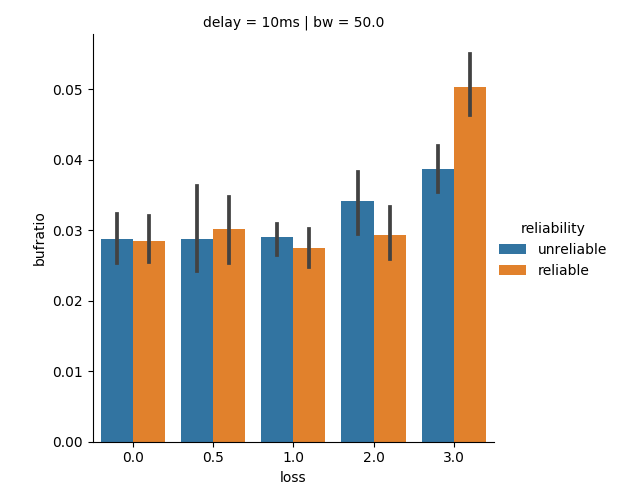 delay = 10ms | bw = 50.0
bufratio
0.05
0.04
0.03
0.02
0.01
0.00
0.0 0.5 1.0 2.0 3.0
loss
reliability
unreliable
reliable